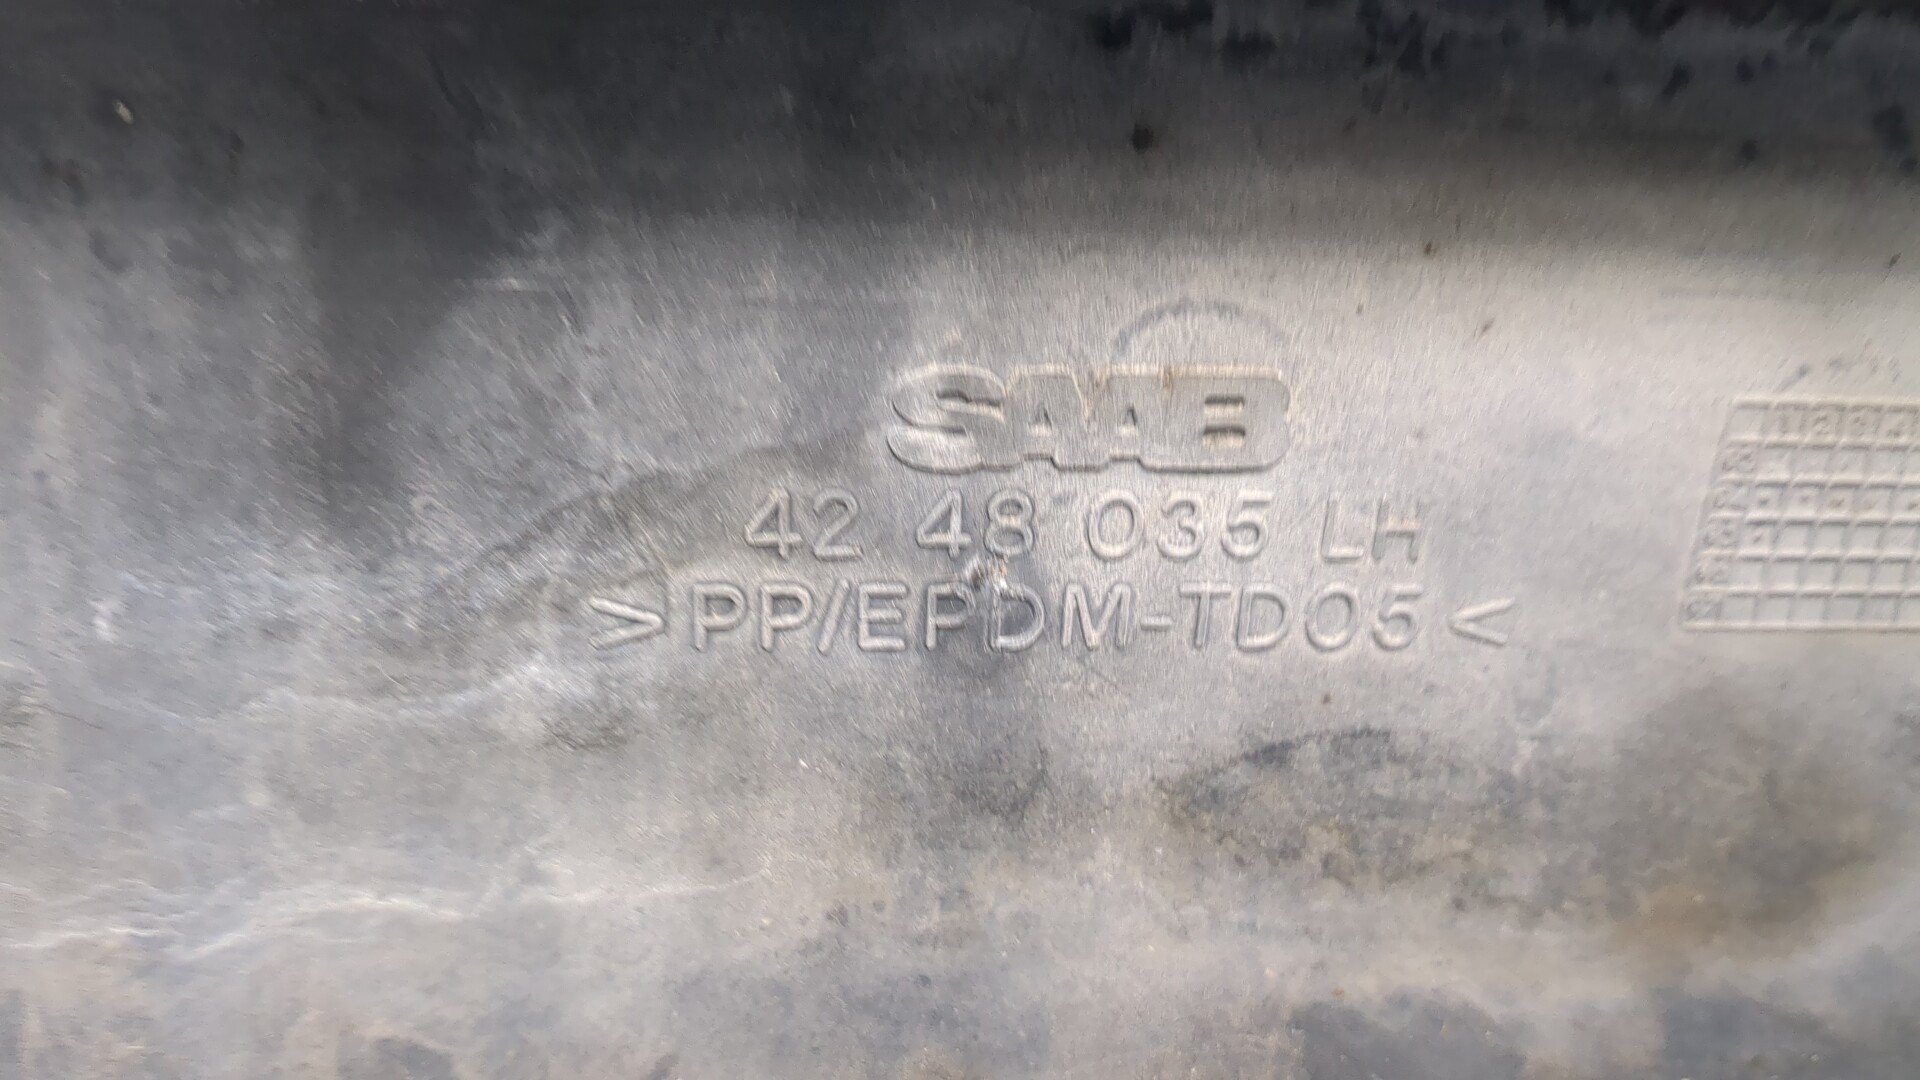 SAAB
42 48 035 LH
>PP/EPDM-TD05<